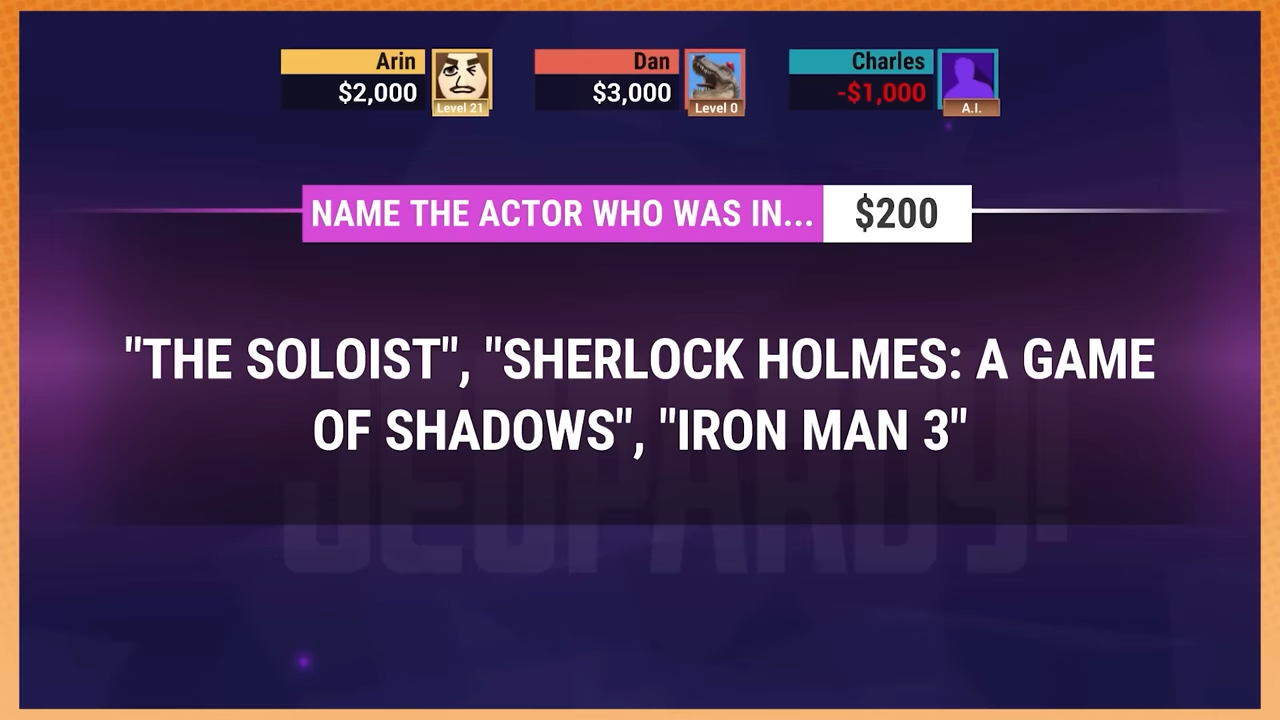 Arin
$2,000
Level 21
Dan
$3,000
Level 0
Charles
-$1,000
A.I.
NAME THE ACTOR WHO WAS IN... $200
"THE SOLOIST", "SHERLOCK HOLMES: A GAME
OF SHADOWS", "IRON MAN 3"
JEOPARDY!